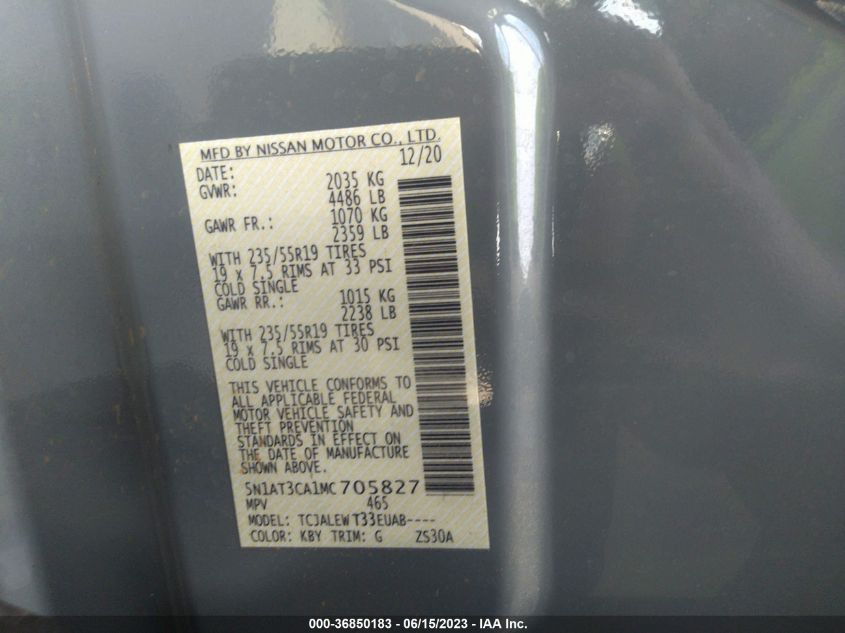 MFD BY NISSAN MOTOR CO., LTD.
DATE: 12/20
GVWR: 2035 KG
4486 LB
GAWR FR.: 1070 KG
2359 LB
WITH 235/55R19 TIRES
19 x 7.5 RIMS AT 33 PSI
COLD SINGLE
GAWR RR.: 1015 KG
2238 LB
WITH 235/55R19 TIRES
19 x 7.5 RIMS AT 30 PSI
COLD SINGLE
THIS VEHICLE CONFORMS TO
ALL APPLICABLE FEDERAL
MOTOR VEHICLE SAFETY AND
THEFT PREVENTION
STANDARDS IN EFFECT ON
THE DATE OF MANUFACTURE
SHOWN ABOVE.
5N1AT3CA1MC705827
MPV 465
MODEL: TCJALEWT33EUAB----
COLOR: KBY TRIM: G ZS30A
000-36850183 - 06/15/2023 - IAA Inc.